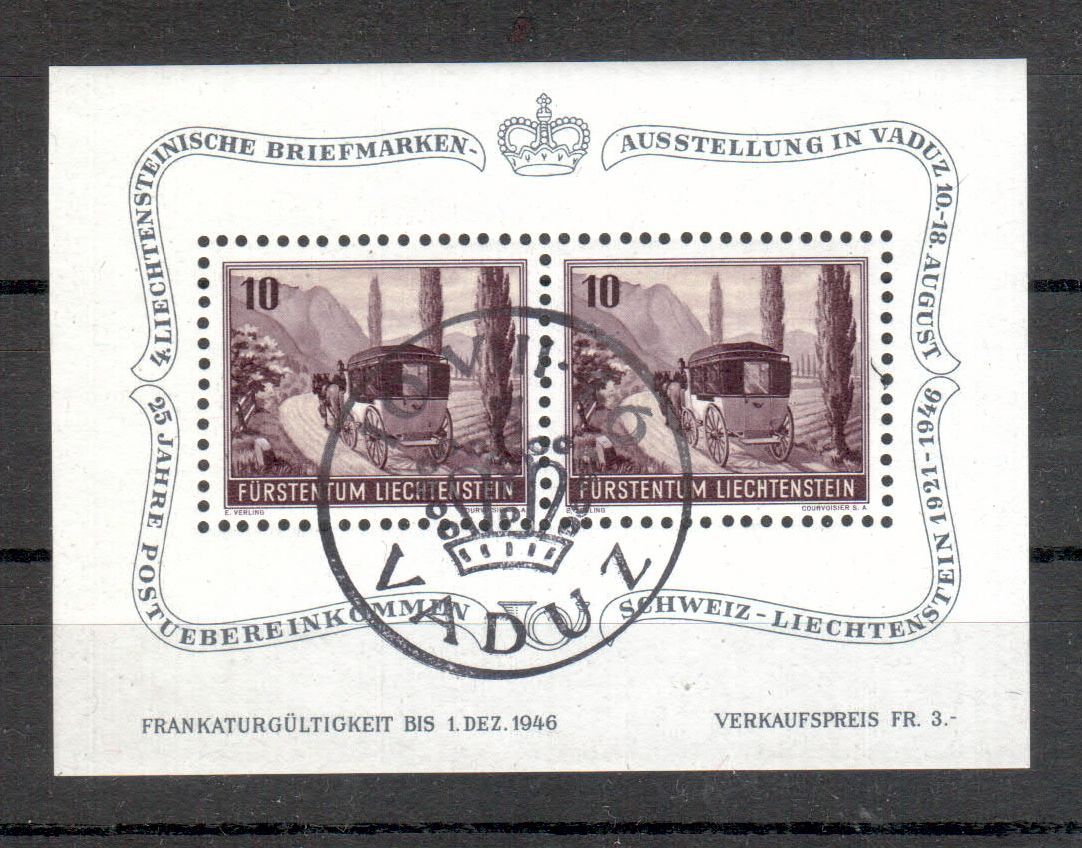 4. LIECHTENSTEINISCHE BRIEFMARKEN-
AUSSTELLUNG IN VADUZ 10.-18. AUGUST
10
FÜRSTENTUM LIECHTENSTEIN
E. VERLING
COURVOISIER S. A.
10
FÜRSTENTUM LIECHTENSTEIN
COURVOISIER S. A.
VADUZ
25 JAHRE POSTUEBEREINKOMMEN
SCHWEIZ-LIECHTENSTEIN 1921-1946
FRANKATURGÜLTIGKEIT BIS 1. DEZ. 1946
VERKAUFSPREIS FR. 3.-